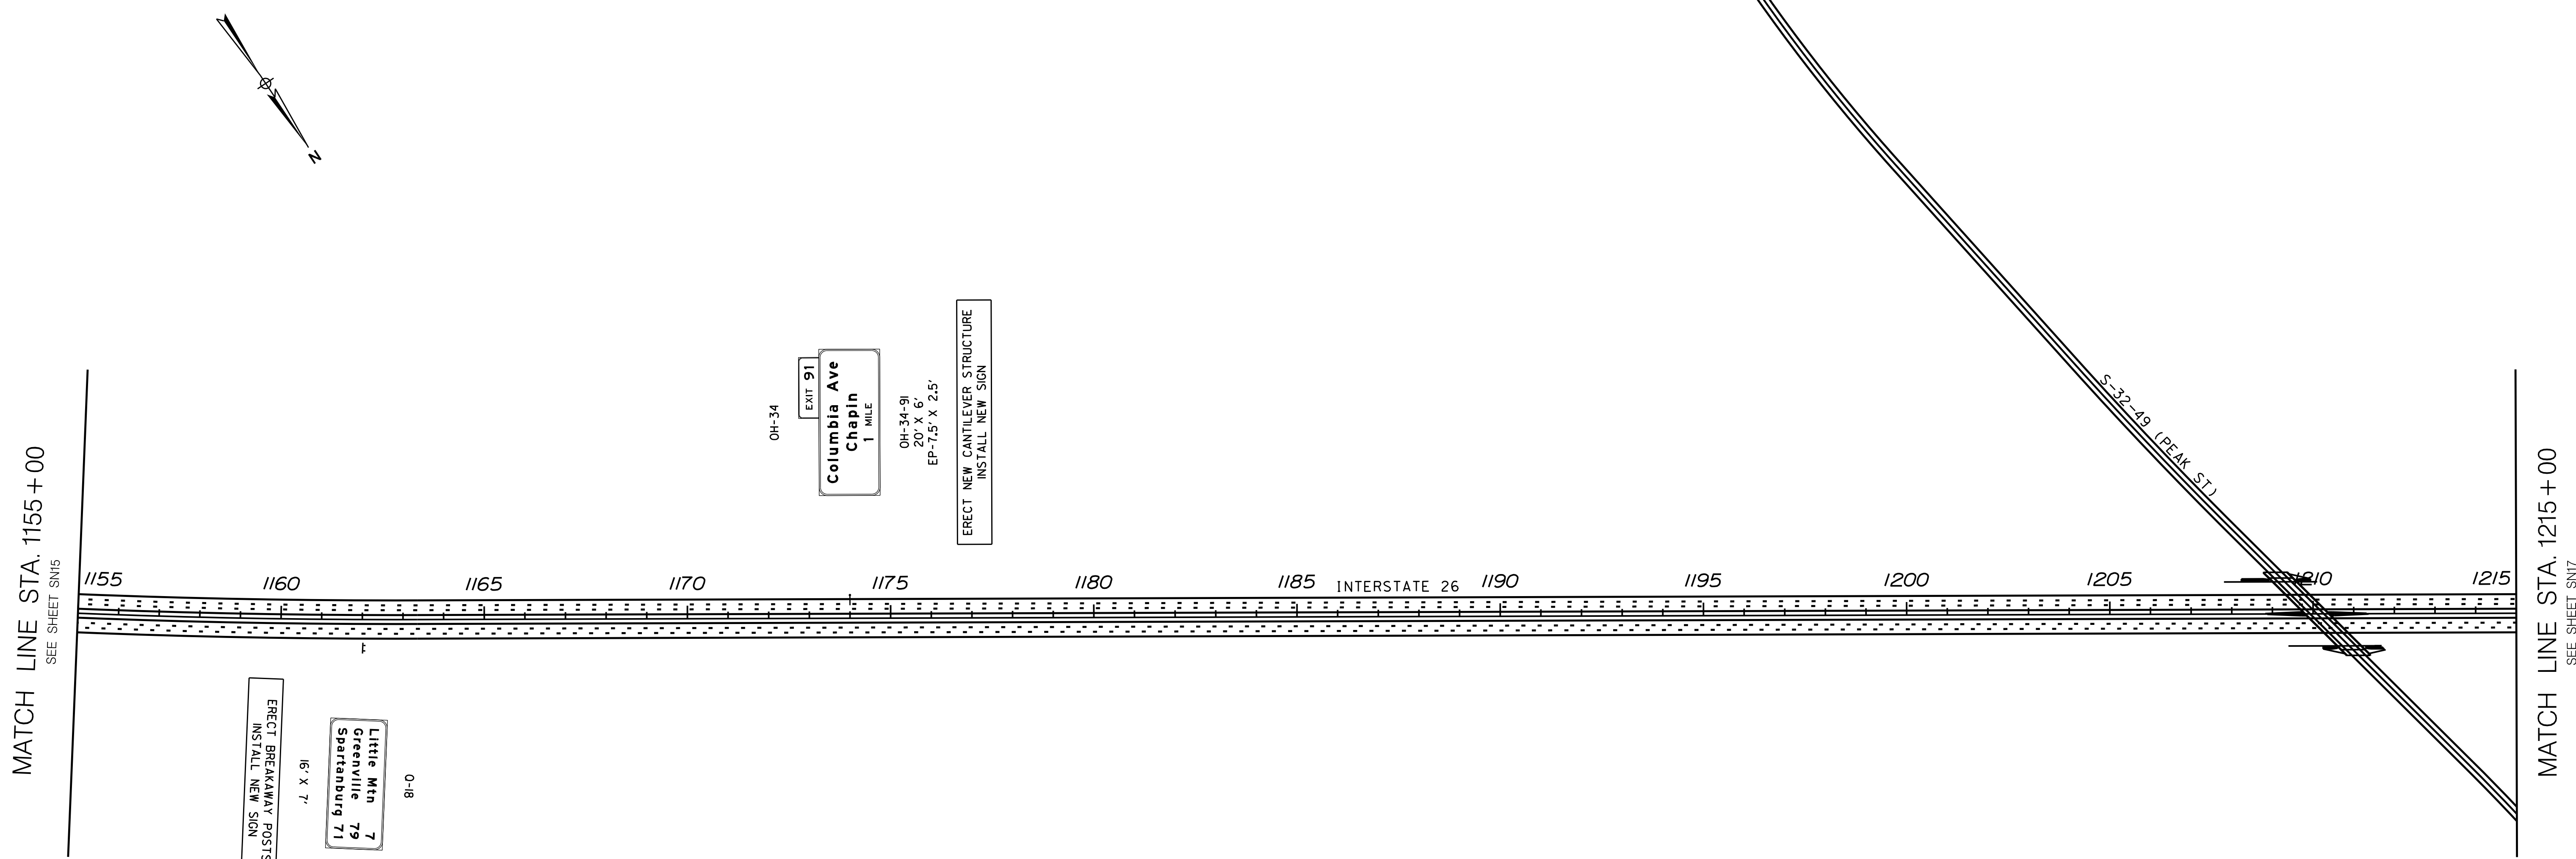 N
MATCH LINE STA. 1155+00
SEE SHEET SN15
OH-34
EXIT 91
Columbia Ave
Chapin
1 MILE
OH-34-91
20' X 6'
EP-7.5' X 2.5'
ERECT NEW CANTILEVER STRUCTURE
INSTALL NEW SIGN
S-32-49 (PEAK ST)
1155 1160 1165 1170 1175 1180 1185 INTERSTATE 26 1190 1195 1200 1205 1210 1215
O-18
Little Mtn 7
Greenville 79
Spartanburg 71
16' X 7'
ERECT BREAKAWAY POSTS
INSTALL NEW SIGN
MATCH LINE STA. 1215+00
SEE SHEET SN17